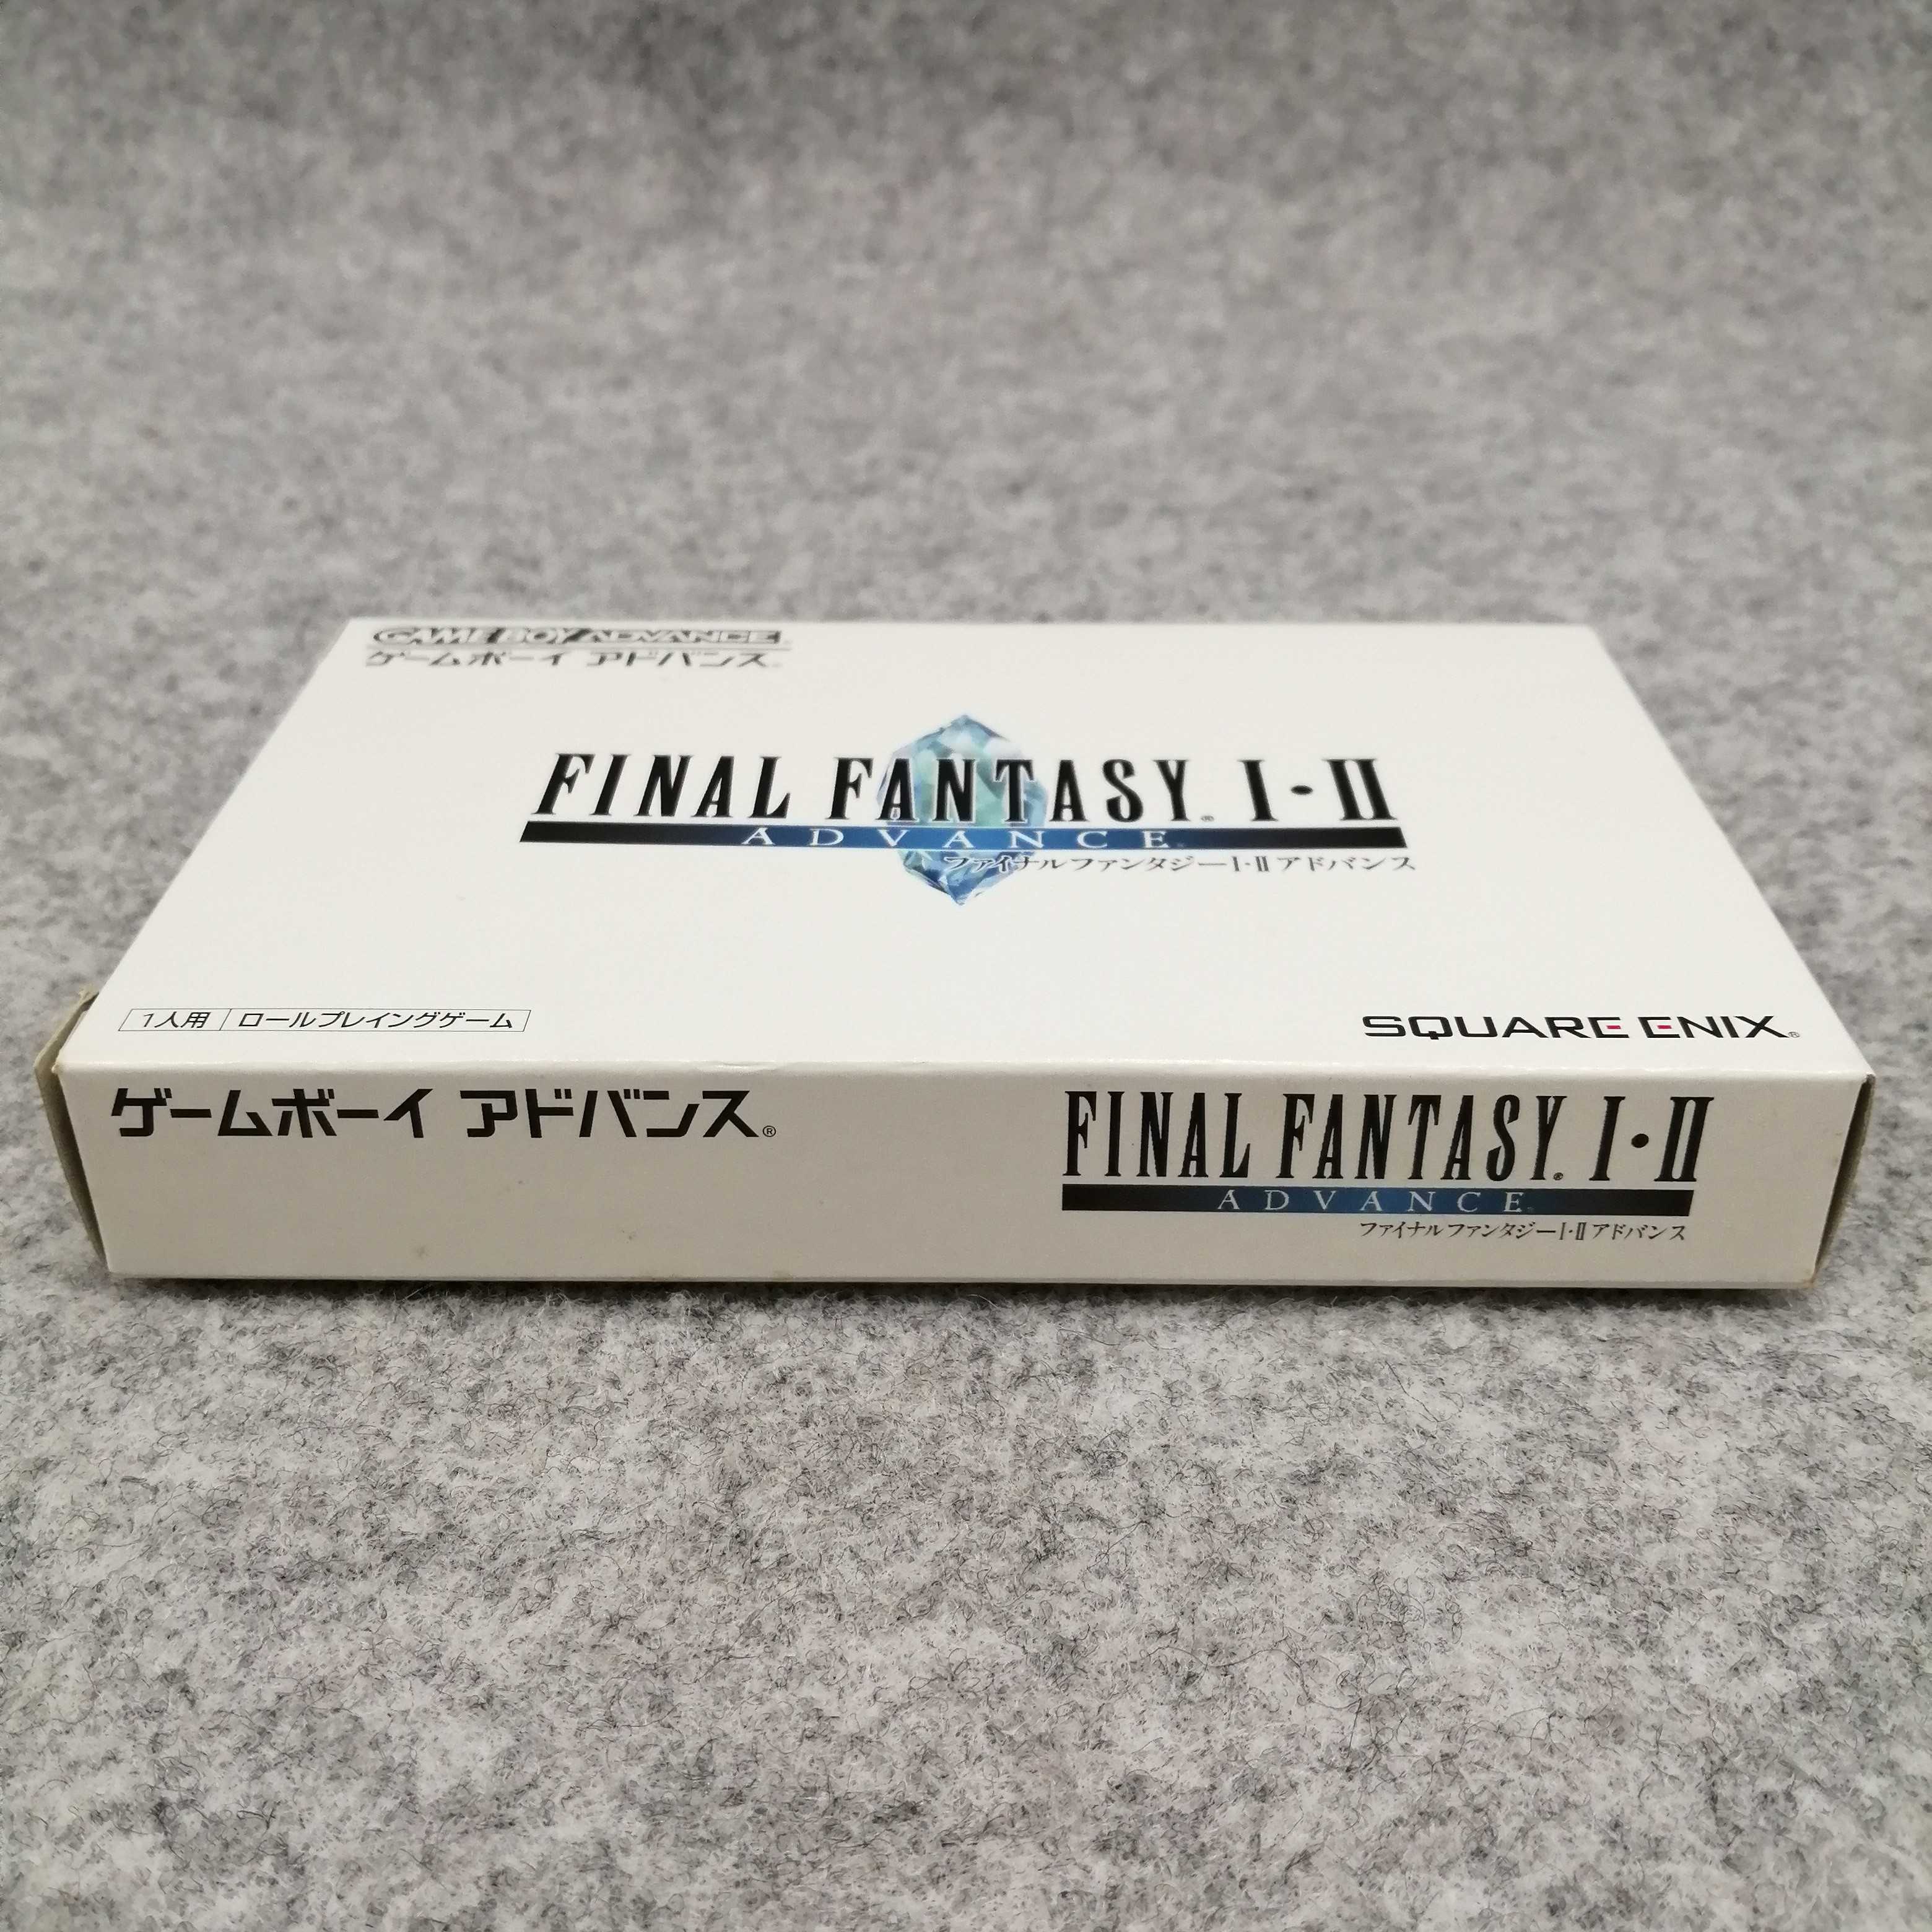 GAME BOY ADVANCE
ゲームボーイ アドバンス
FINAL FANTASY® I・II
ADVANCE
ファイナルファンタジーI・II アドバンス
1人用 ロールプレイングゲーム
SQUARE ENIX®
ゲームボーイ アドバンス®
FINAL FANTASY® I・II
ADVANCE
ファイナルファンタジーI・II アドバンス